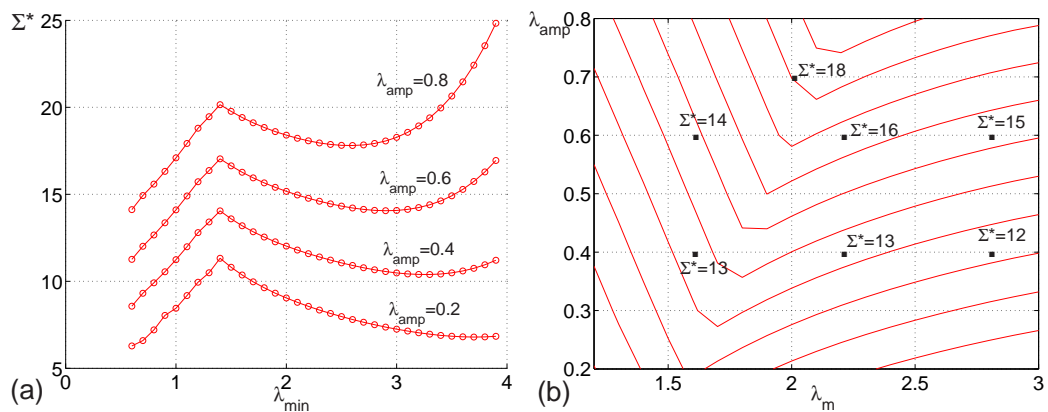 Σ* 25
20
15
10
5
0 1 2 3 4
λmin
λamp=0.8
λamp=0.6
λamp=0.4
λamp=0.2
(a)
λamp 0.8
0.7
0.6
0.5
0.4
0.3
0.2
1.5 2 2.5 3
λm
Σ*=18
Σ*=14
Σ*=16
Σ*=15
Σ*=13
Σ*=13
Σ*=12
(b)